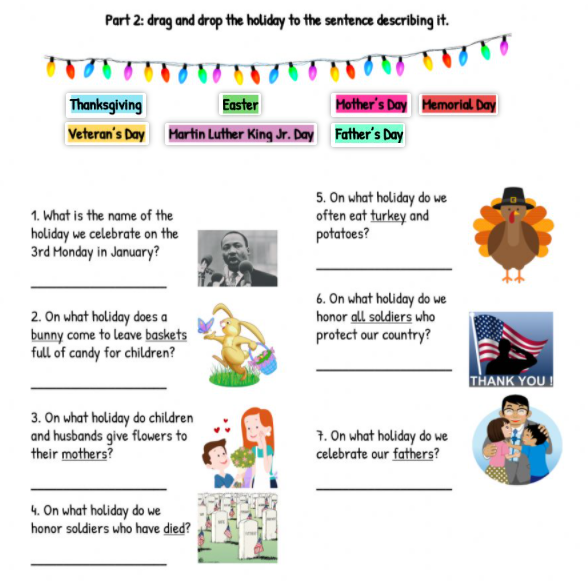 Part 2: drag and drop the holiday to the sentence describing it.
Thanksgiving
Easter
Mother's Day
Memorial Day
Veteran's Day
Martin Luther King Jr. Day
Father's Day
1. What is the name of the
holiday we celebrate on the
3rd Monday in January?
2. On what holiday does a
bunny come to leave baskets
full of candy for children?
3. On what holiday do children
and husbands give flowers to
their mothers?
4. On what holiday do we
honor soldiers who have died?
5. On what holiday do we
often eat turkey and
potatoes?
6. On what holiday do we
honor all soldiers who
protect our country?
THANK YOU !
7. On what holiday do we
celebrate our fathers?